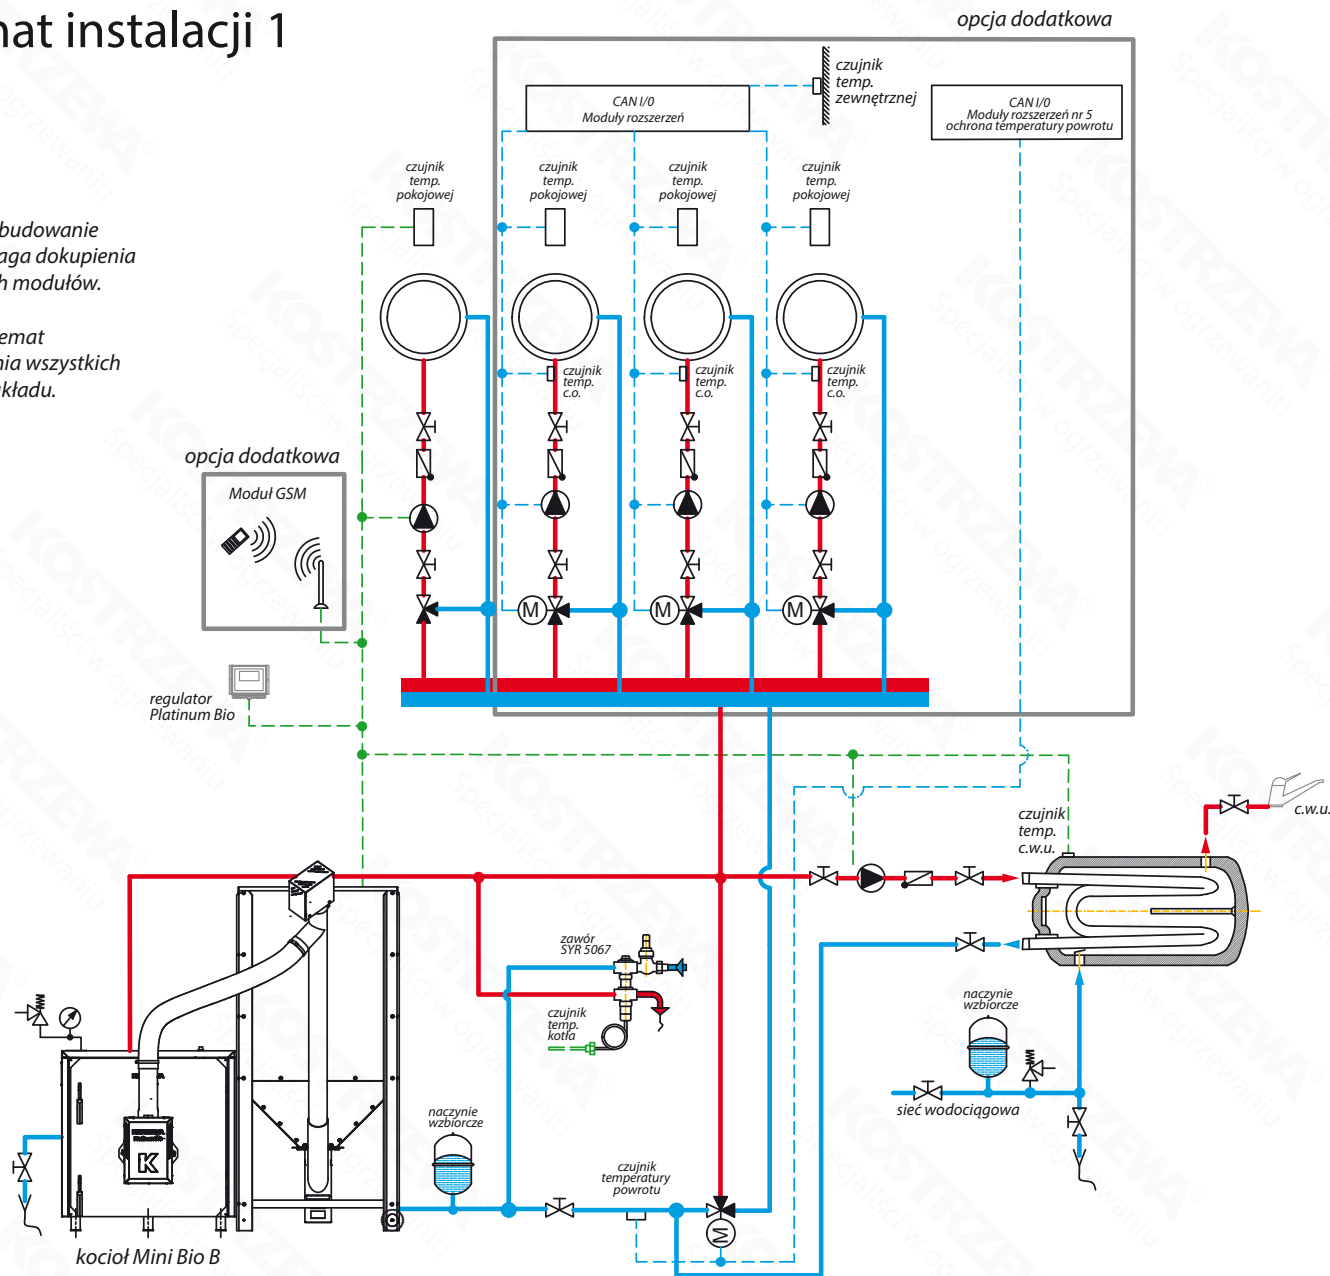 mat instalacji 1
opcja dodatkowa
czujnik
temp.
zewnętrznej
CAN I/0
Moduły rozszerzeń
CAN I/0
Moduły rozszerzeń nr 5
ochrona temperatury powrotu
czujnik
temp.
pokojowej
czujnik
temp.
pokojowej
czujnik
temp.
pokojowej
czujnik
temp.
pokojowej
budowanie
aga dokupienia
h modułów.
emat
nia wszystkich
kładu.
czujnik
temp.
c.o.
czujnik
temp.
c.o.
czujnik
temp.
c.o.
opcja dodatkowa
Moduł GSM
M
M
M
regulator
Platinum Bio
czujnik
temp.
c.w.u.
c.w.u.
zawór
SYR 5067
czujnik
temp.
kotła
naczynie
wzbiorcze
sieć wodociągowa
naczynie
wzbiorcze
czujnik
temperatury
powrotu
M
K
kocioł Mini Bio B
KOSTRZEWA®
Specjaliści w ogrzewaniu